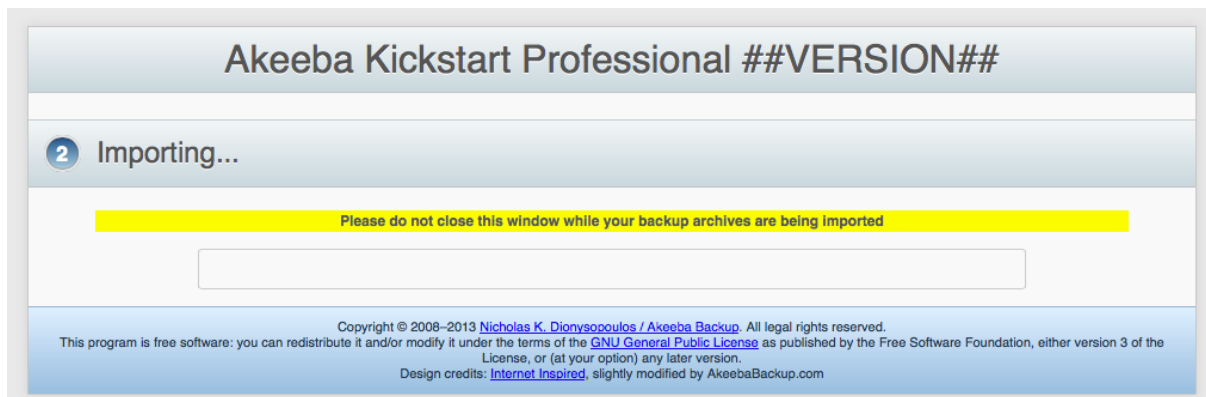 Akeeba Kickstart Professional ##VERSION##
2 Importing...
Please do not close this window while your backup archives are being imported
Copyright © 2008–2013 Nicholas K. Dionysopoulos / Akeeba Backup. All legal rights reserved.
This program is free software: you can redistribute it and/or modify it under the terms of the GNU General Public License as published by the Free Software Foundation, either version 3 of the
License, or (at your option) any later version.
Design credits: Internet Inspired, slightly modified by AkeebaBackup.com